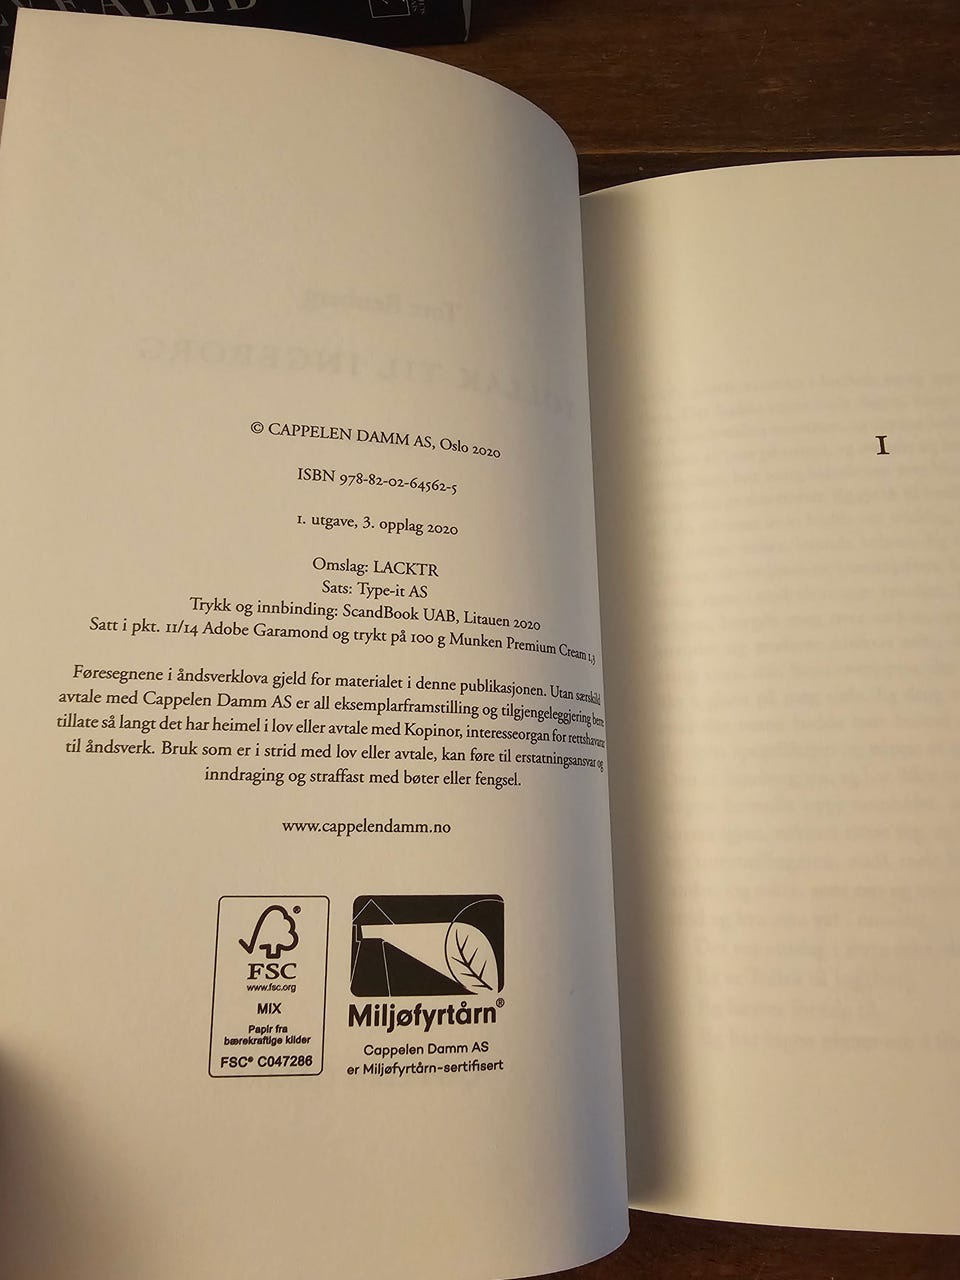 © CAPPELEN DAMM AS, Oslo 2020
ISBN 978-82-02-64562-5
1. utgave, 3. opplag 2020
Omslag: LACKTR
Sats: Type-it AS
Trykk og innbinding: ScandBook UAB, Litauen 2020
Satt i pkt. 11/14 Adobe Garamond og trykt på 100 g Munken Premium Cream 1,3
Føresegnene i åndsverklova gjeld for materialet i denne publikasjonen. Utan særskild
avtale med Cappelen Damm AS er all eksemplarframstilling og tilgjengeleggjering berre
tillate så langt det har heimel i lov eller avtale med Kopinor, interesseorgan for rettshavarar
til åndsverk. Bruk som er i strid med lov eller avtale, kan føre til erstatningsansvar og
inndraging og straffast med bøter eller fengsel.
www.cappelendamm.no
FSC®
www.fsc.org
MIX
Papir fra
bærekraftige kilder
FSC® C047286
Miljøfyrtårn®
Cappelen Damm AS
er Miljøfyrtårn-sertifisert
1